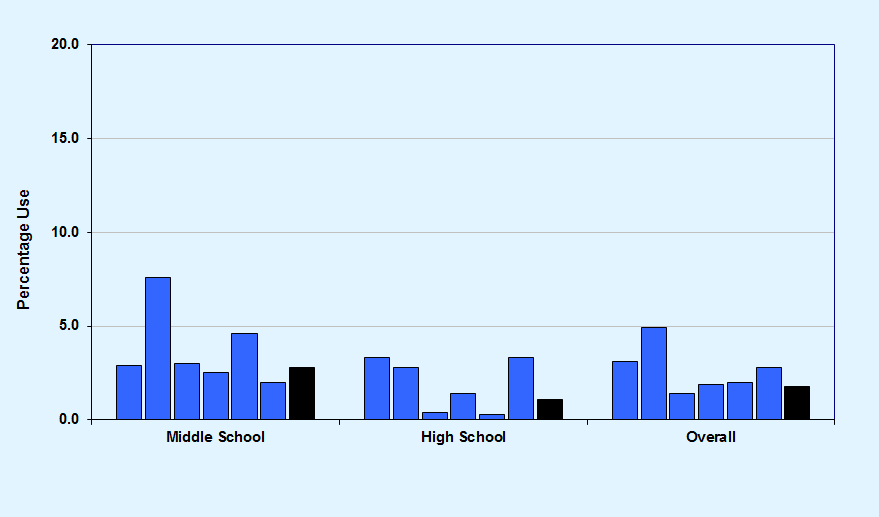 20.0
15.0
10.0
5.0
0.0
Percentage Use
Middle School
High School
Overall